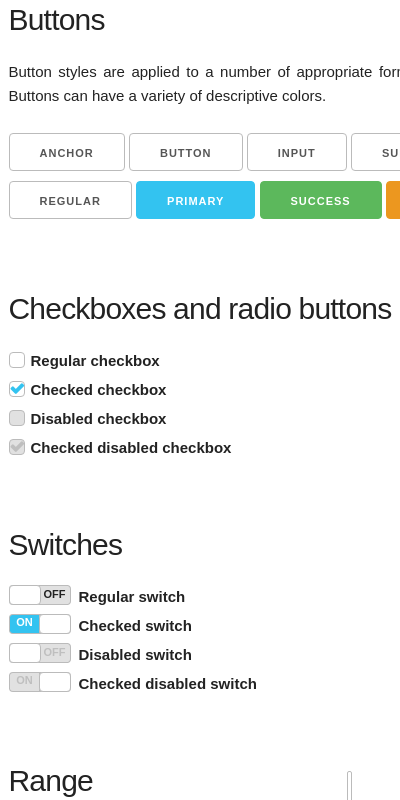 Buttons
Button styles are applied to a number of appropriate
Buttons can have a variety of descriptive colors.
ANCHOR BUTTON INPUT
REGULAR PRIMARY SUCCESS
Checkboxes and radio buttons
Regular checkbox
Checked checkbox
Disabled checkbox
Checked disabled checkbox
Switches
OFF Regular switch
ON Checked switch
OFF Disabled switch
ON Checked disabled switch
Range